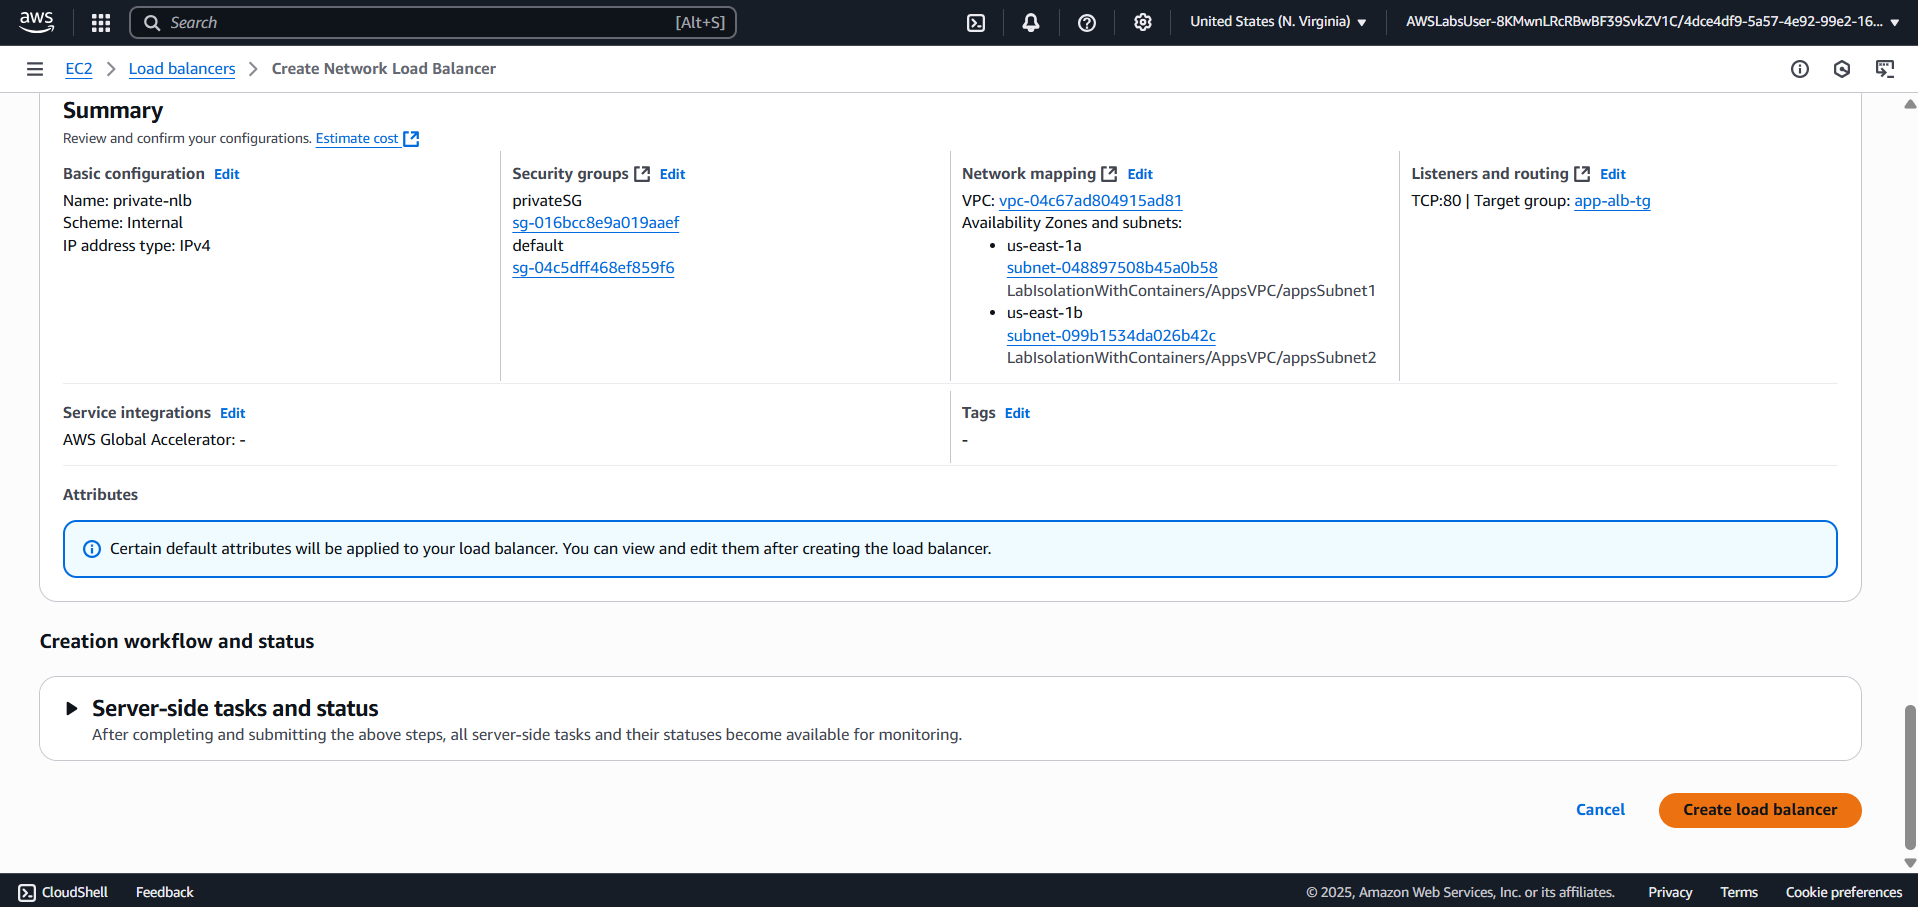 aws
Search [Alt+S]
United States (N. Virginia)
AWSLabsUser-8KMwnLRcRBwBF39SvkZV1C/4dce4df9-5a57-4e92-99e2-16...
EC2 > Load balancers > Create Network Load Balancer
Summary
Review and confirm your configurations. Estimate cost
Basic configuration Edit
Name: private-nlb
Scheme: Internal
IP address type: IPv4
Security groups Edit
privateSG
sg-016bcc8e9a019aaef
default
sg-04c5dff468ef859f6
Network mapping Edit
VPC: vpc-04c67ad804915ad81
Availability Zones and subnets:
• us-east-1a
subnet-048897508b45a0b58
LabIsolationWithContainers/AppsVPC/appsSubnet1
• us-east-1b
subnet-099b1534da026b42c
LabIsolationWithContainers/AppsVPC/appsSubnet2
Listeners and routing Edit
TCP:80 | Target group: app-alb-tg
Service integrations Edit
AWS Global Accelerator: -
Tags Edit
-
Attributes
Certain default attributes will be applied to your load balancer. You can view and edit them after creating the load balancer.
Creation workflow and status
Server-side tasks and status
After completing and submitting the above steps, all server-side tasks and their statuses become available for monitoring.
Cancel
Create load balancer
CloudShell Feedback
© 2025, Amazon Web Services, Inc. or its affiliates. Privacy Terms Cookie preferences